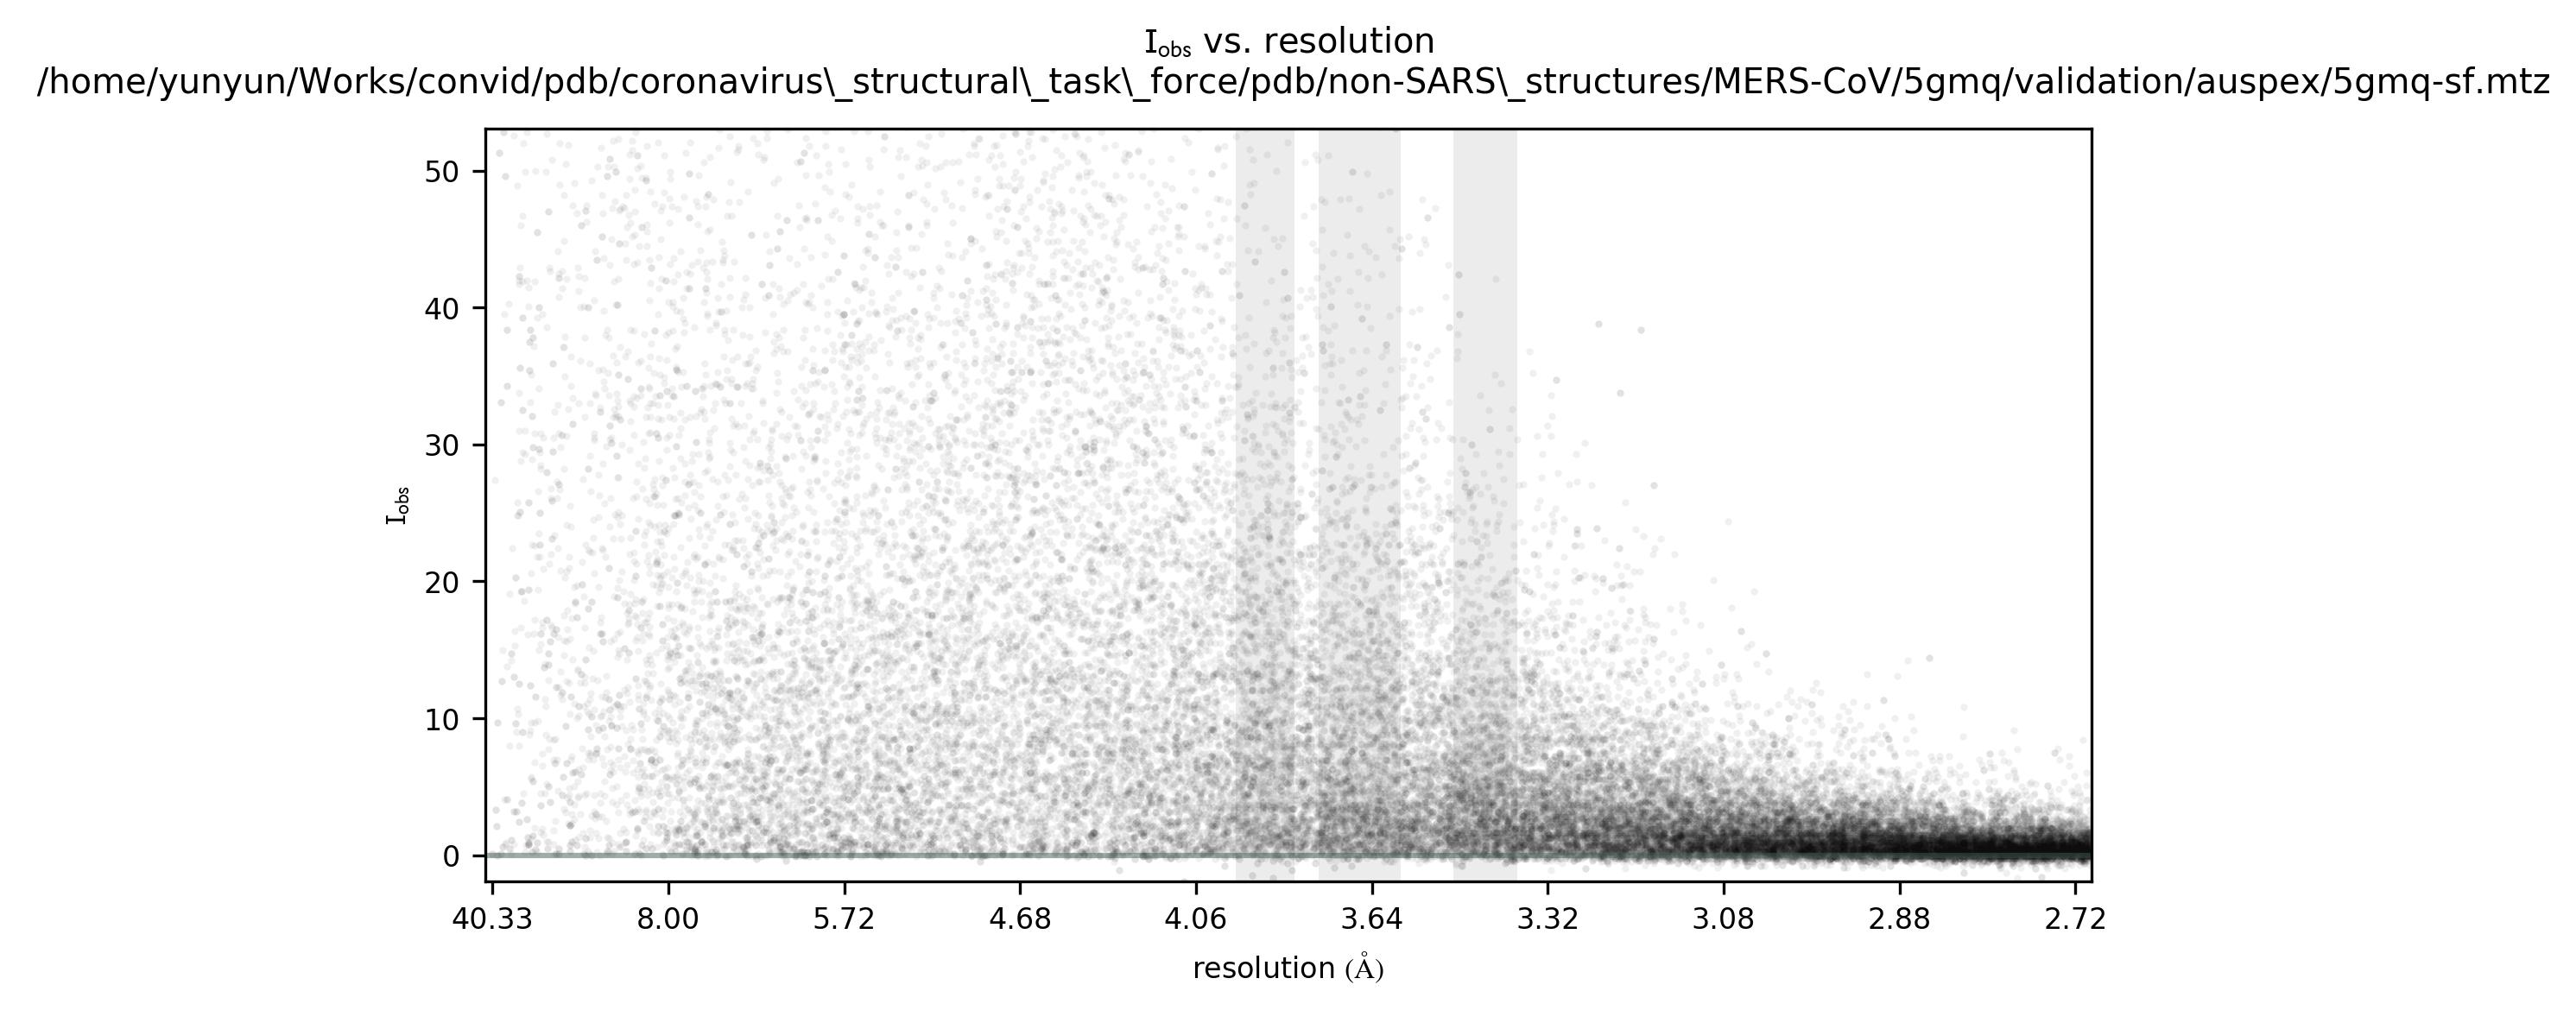 I_obs vs. resolution
/home/yunyun/Works/convid/pdb/coronavirus\_structural\_task\_force/pdb/non-SARS\_structures/MERS-CoV/5gmq/validation/auspex/5gmq-sf.mtz
50
40
30
20
10
0
I_obs
40.33 8.00 5.72 4.68 4.06 3.64 3.32 3.08 2.88 2.72
resolution (Å)